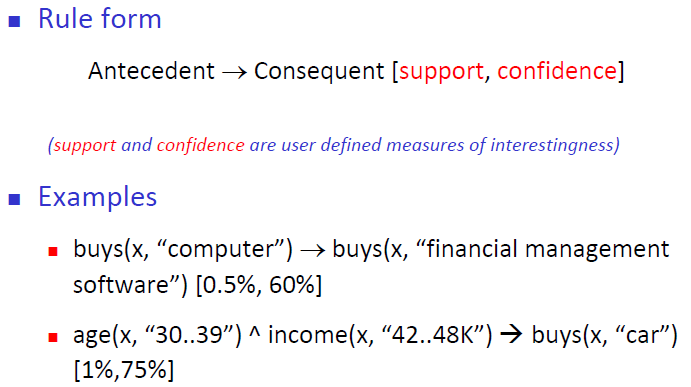 Rule form
Antecedent → Consequent [support, confidence]
(support and confidence are user defined measures of interestingness)
Examples
buys(x, “computer”) → buys(x, “financial management
software”) [0.5%, 60%]
age(x, “30..39”) ^ income(x, “42..48K”) → buys(x, “car”)
[1%,75%]